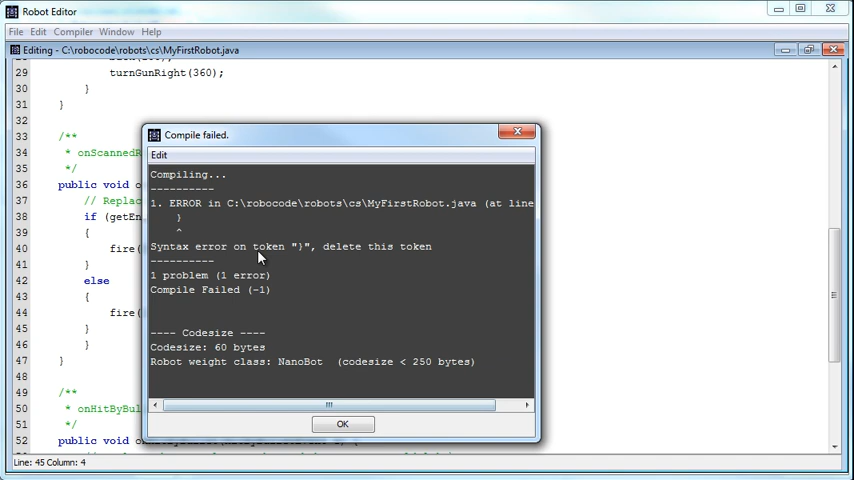 Robot Editor
File Edit Compiler Window Help
Editing - C:\robocode\robots\cs\MyFirstRobot.java
29 turnGunRight(360);
30 }
31 }
32
33 /**
34 * onScannedR
35 */
36 public void o
37 // Replac
38 if (getEn
39 {
40 fire(
41 }
42 else
43 {
44 fire(
45 }
46 }
47 }
48
49 /**
50 * onHitByBul
51 */
52 public void
Compile failed.
Edit
Compiling...
----------
1. ERROR in C:\robocode\robots\cs\MyFirstRobot.java (at line
}
^
Syntax error on token "}", delete this token
----------
1 problem (1 error)
Compile Failed (-1)
---- Codesize ----
Codesize: 60 bytes
Robot weight class: NanoBot (codesize < 250 bytes)
OK
Line: 45 Column: 4